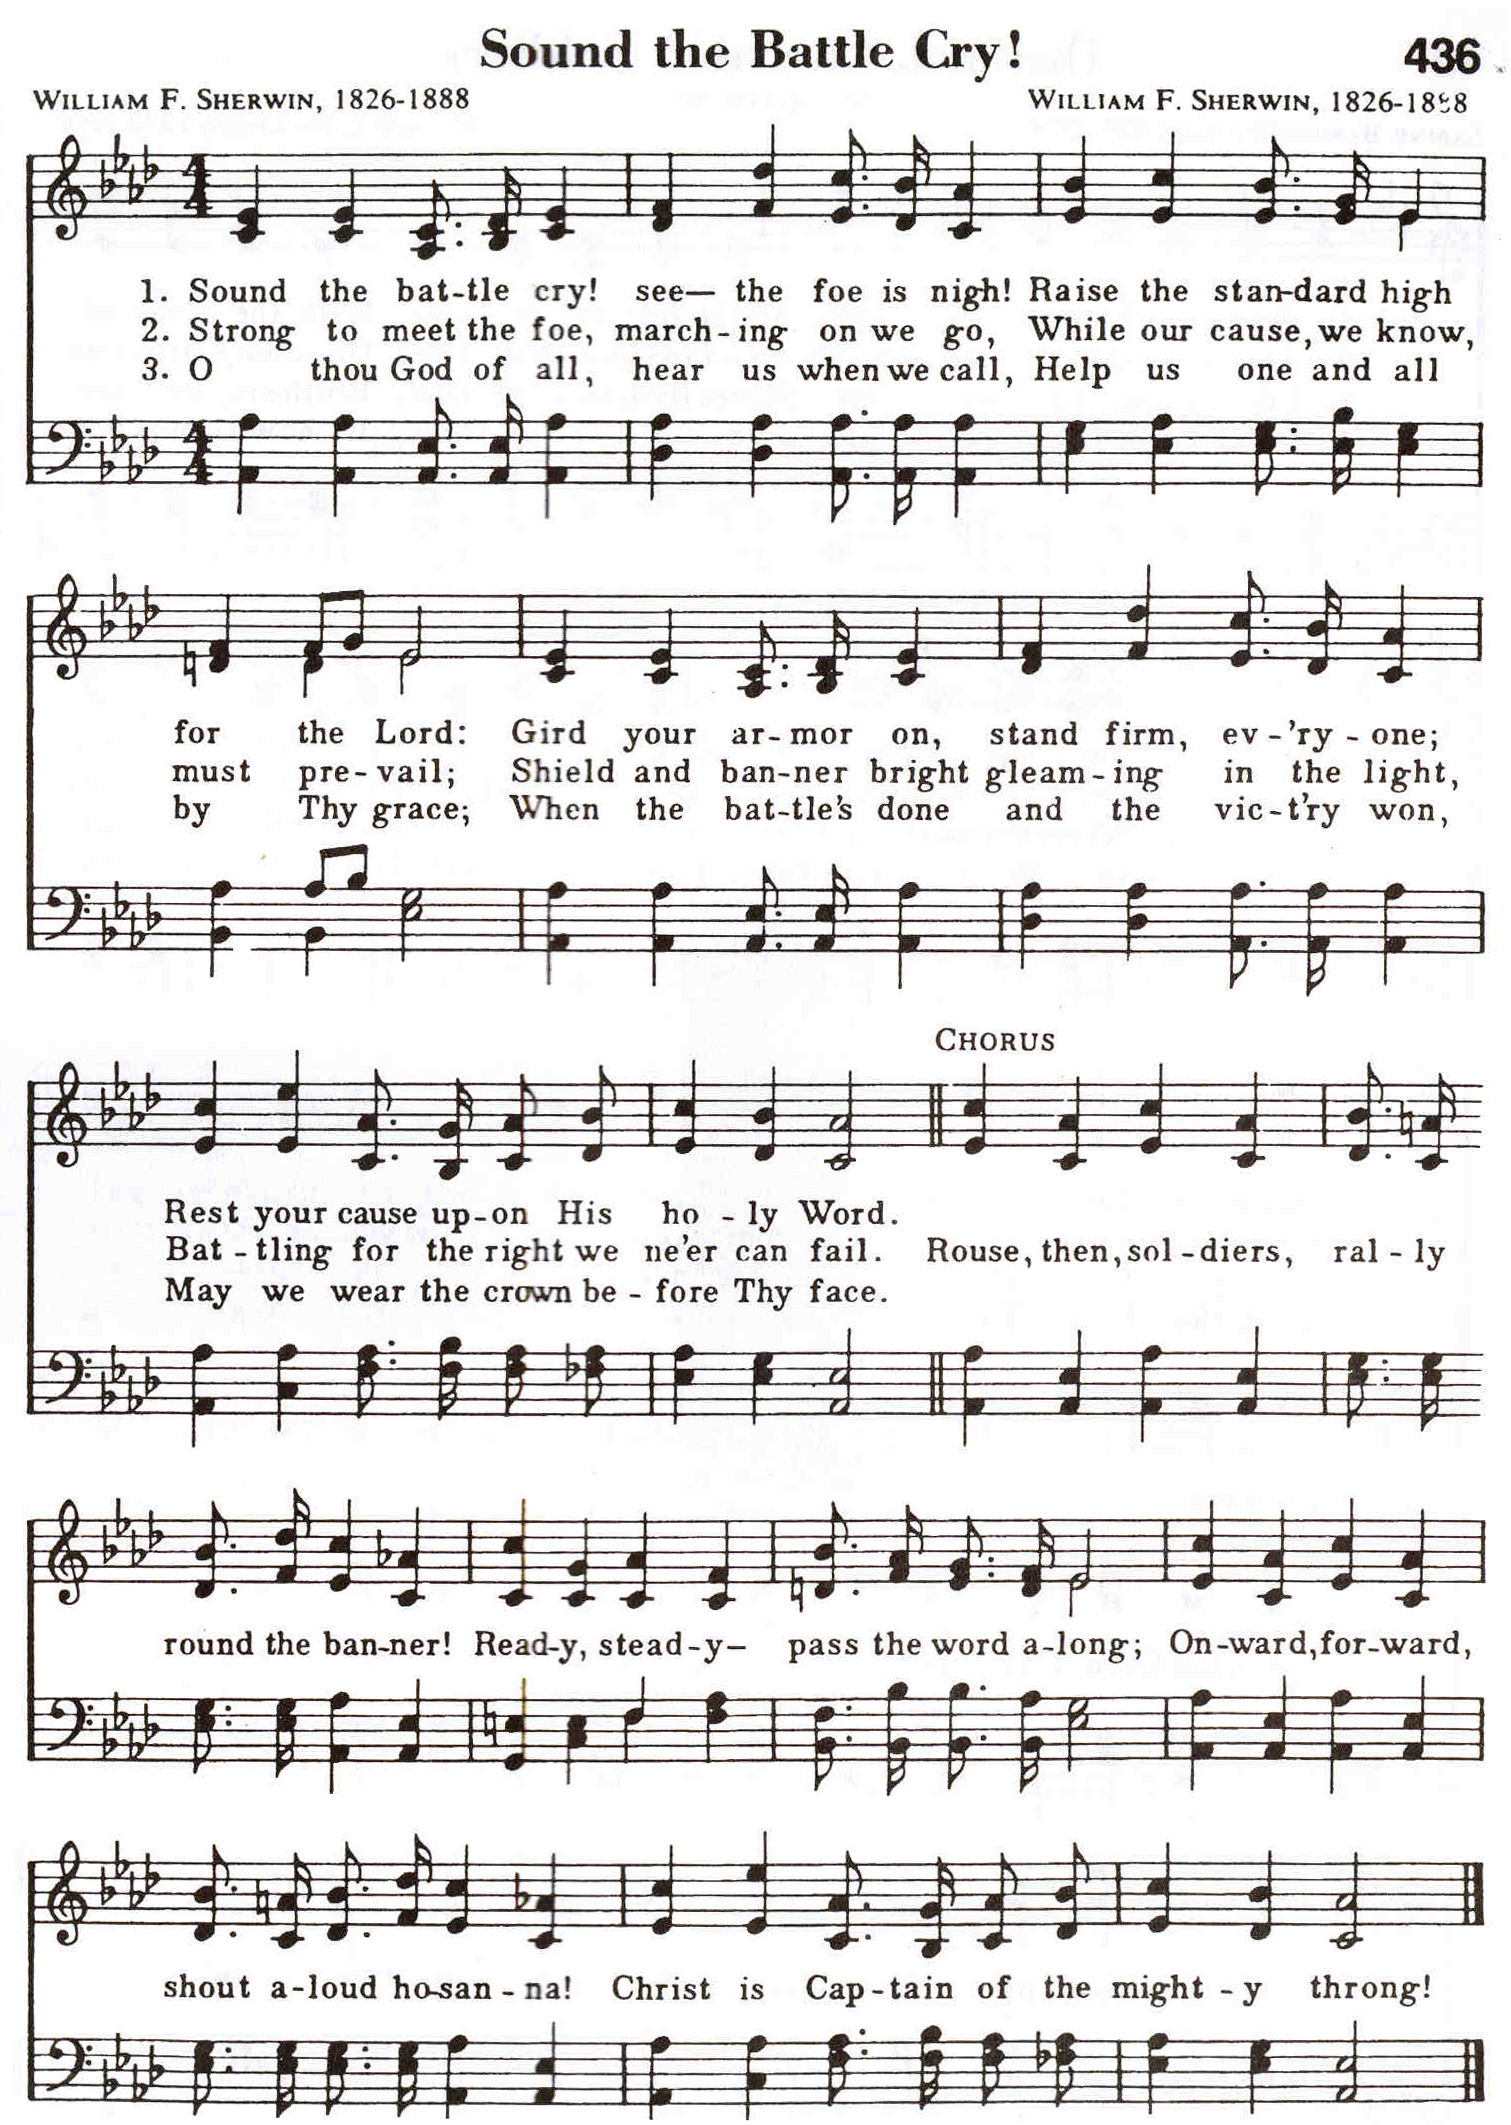 Sound the Battle Cry!
436
WILLIAM F. SHERWIN, 1826-1888
WILLIAM F. SHERWIN, 1826-1888
1. Sound the bat-tle cry! see— the foe is nigh! Raise the stan-dard high
2. Strong to meet the foe, march-ing on we go, While our cause, we know,
3. O thou God of all, hear us when we call, Help us one and all
for the Lord: Gird your ar-mor on, stand firm, ev-'ry-one;
must pre-vail; Shield and ban-ner bright gleam-ing in the light,
by Thy grace; When the bat-tle's done and the vic-t'ry won,
CHORUS
Rest your cause up-on His ho-ly Word.
Bat-tling for the right we ne'er can fail. Rouse, then, sol-diers, ral-ly
May we wear the crown be-fore Thy face.
round the ban-ner! Read-y, stead-y– pass the word a-long; On-ward, for-ward,
shout a-loud ho-san-na! Christ is Cap-tain of the might-y throng!